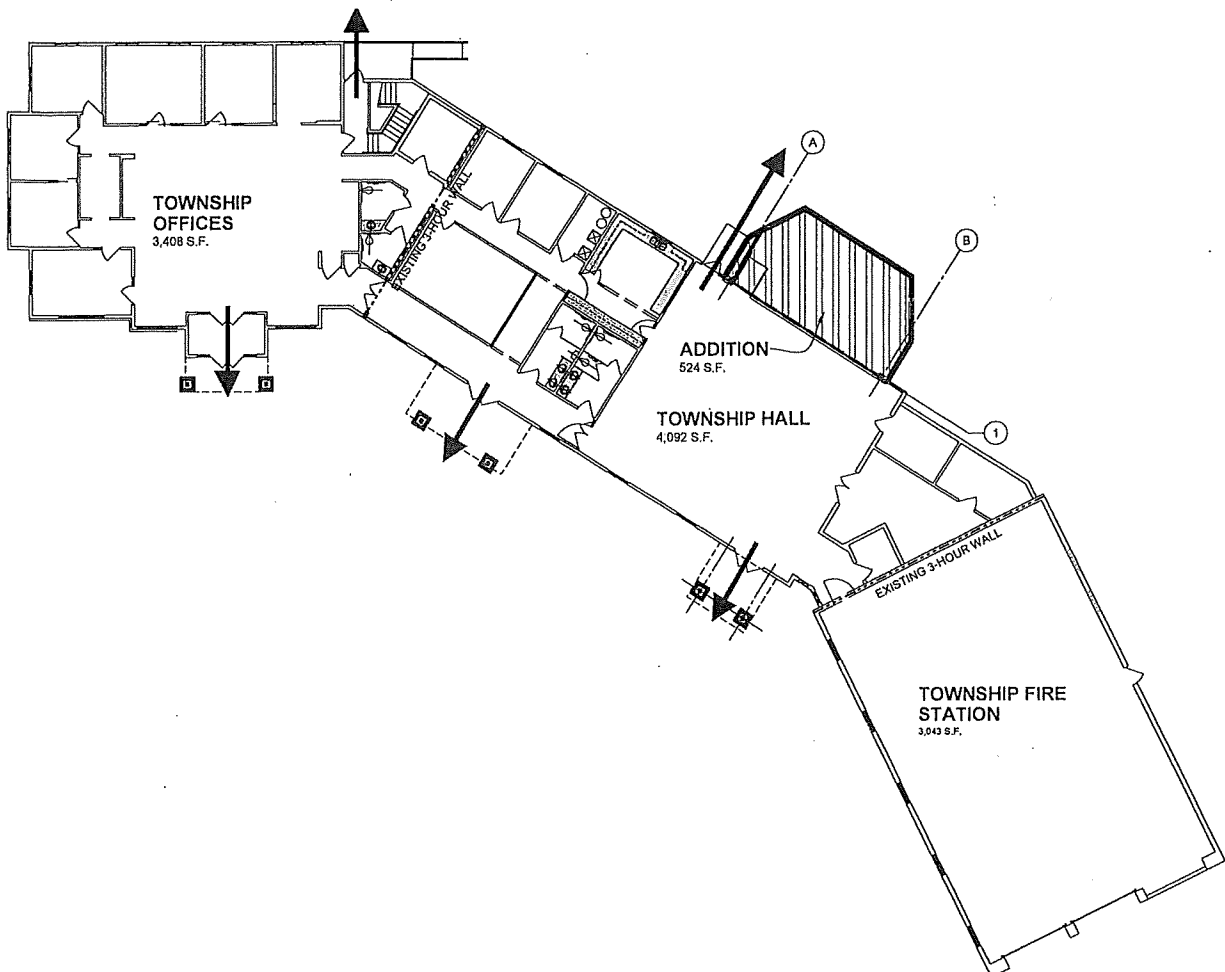 TOWNSHIP
OFFICES
3,408 S.F.
EXISTING 3-HOUR WALL
A
B
ADDITION
524 S.F.
TOWNSHIP HALL
4,092 S.F.
1
EXISTING 3-HOUR WALL
TOWNSHIP FIRE
STATION
3,043 S.F.